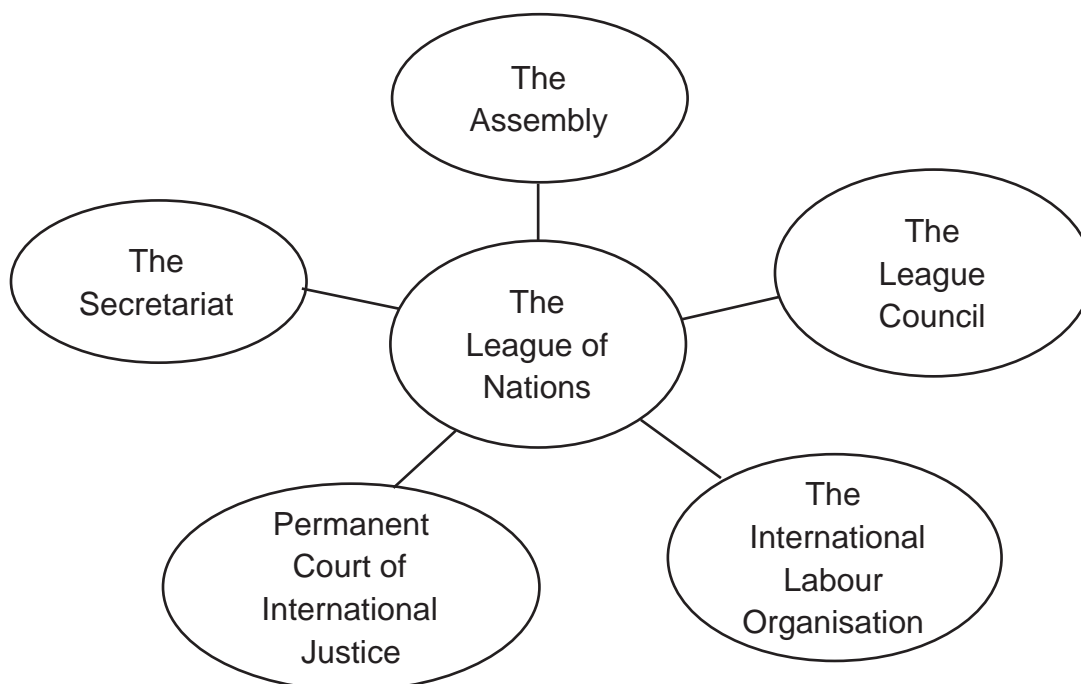 The
Assembly
The
Secretariat
The
League of
Nations
The
League
Council
Permanent
Court of
International
Justice
The
International
Labour
Organisation